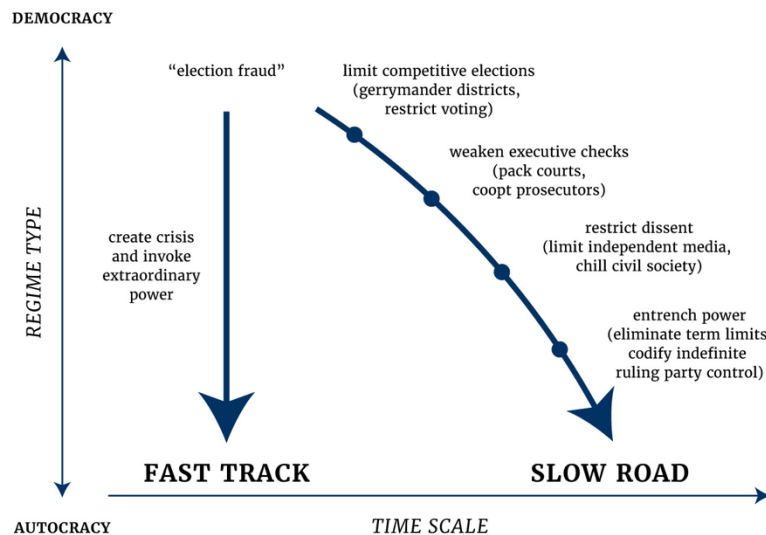 DEMOCRACY
“election fraud”
limit competitive elections
(gerrymander districts,
restrict voting)
weaken executive checks
(pack courts,
coopt prosecutors)
create crisis
and invoke
extraordinary
power
restrict dissent
(limit independent media,
chill civil society)
REGIME TYPE
entrench power
(eliminate term limits
codify indefinite
ruling party control)
FAST TRACK
SLOW ROAD
AUTOCRACY
TIME SCALE